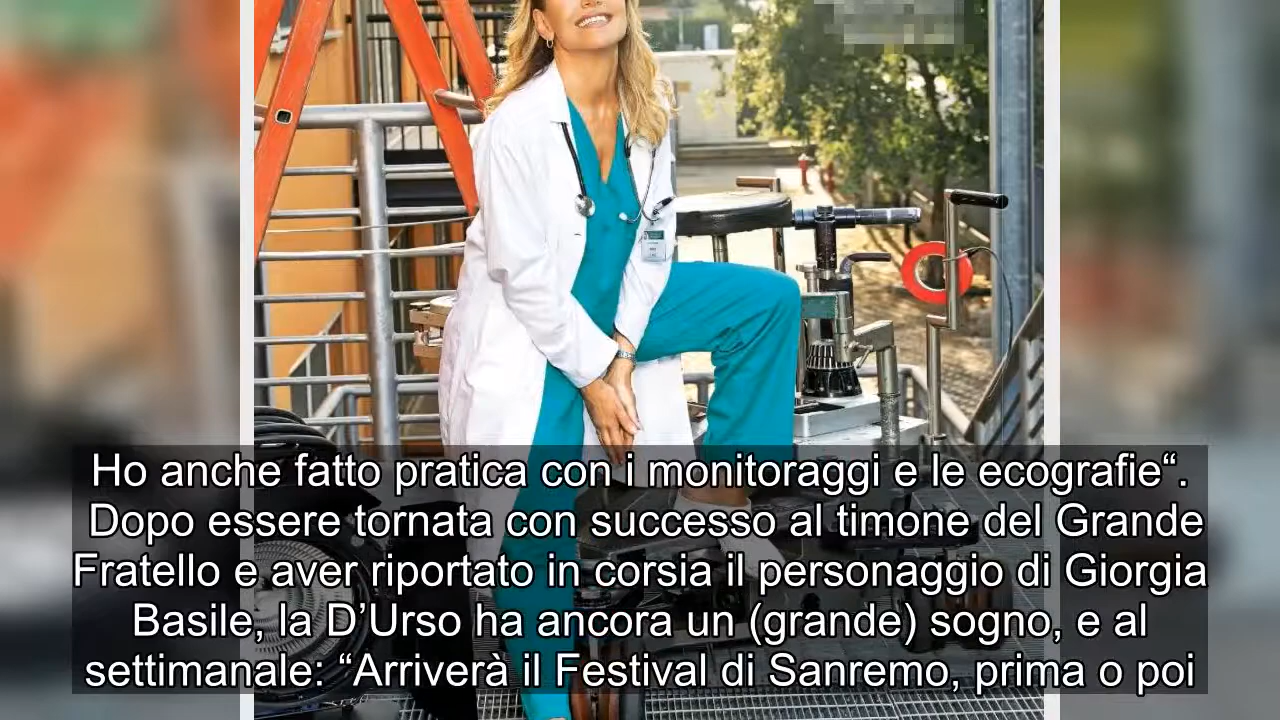 Ho anche fatto pratica con i monitoraggi e le ecografie“.
Dopo essere tornata con successo al timone del Grande
Fratello e aver riportato in corsia il personaggio di Giorgia
Basile, la D’Urso ha ancora un (grande) sogno, e al
settimanale: “Arriverà il Festival di Sanremo, prima o poi